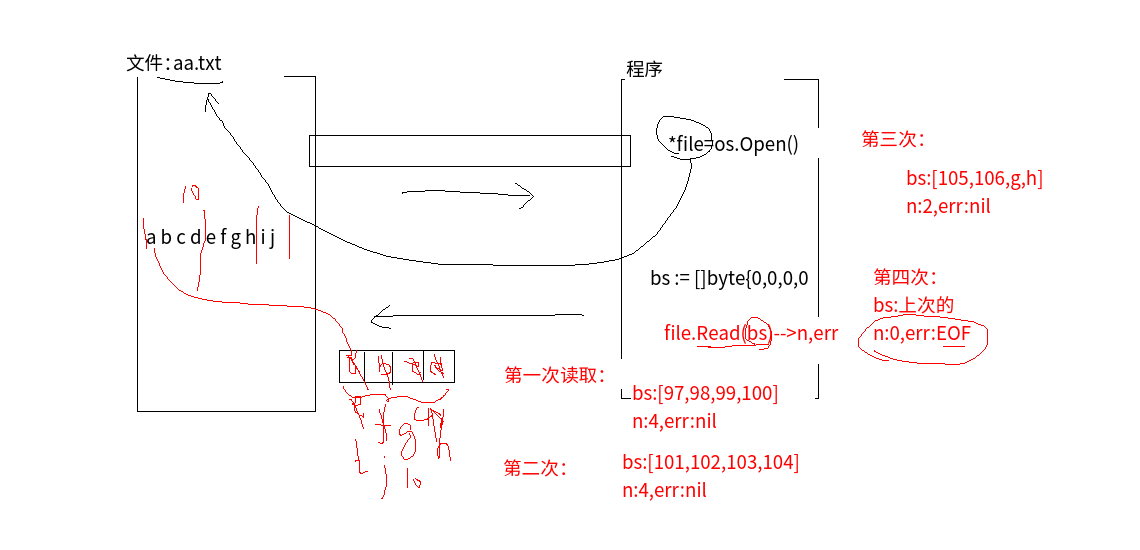 文件：aa.txt
程序
*file=os.Open()
第三次：
bs:[105,106,g,h]
n:2,err:nil
10
a b c d e f g h i j
bs := []byte{0,0,0,0
第四次：
bs:上次的
n:0,err:EOF
file.Read(bs)-->n,err
第一次读取：
bs:[97,98,99,100]
n:4,err:nil
e f g h
i j
第二次：
bs:[101,102,103,104]
n:4,err:nil